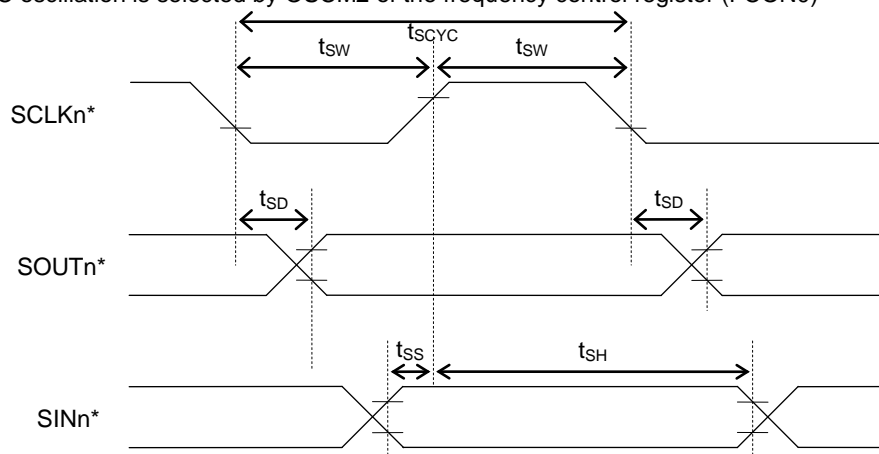 oscillation is selected by OSCM2 of the frequency control register (FCON0)
tSCYC
tSW tSW
SCLKn*
tSD tSD
SOUTn*
tSS tSH
SINn*